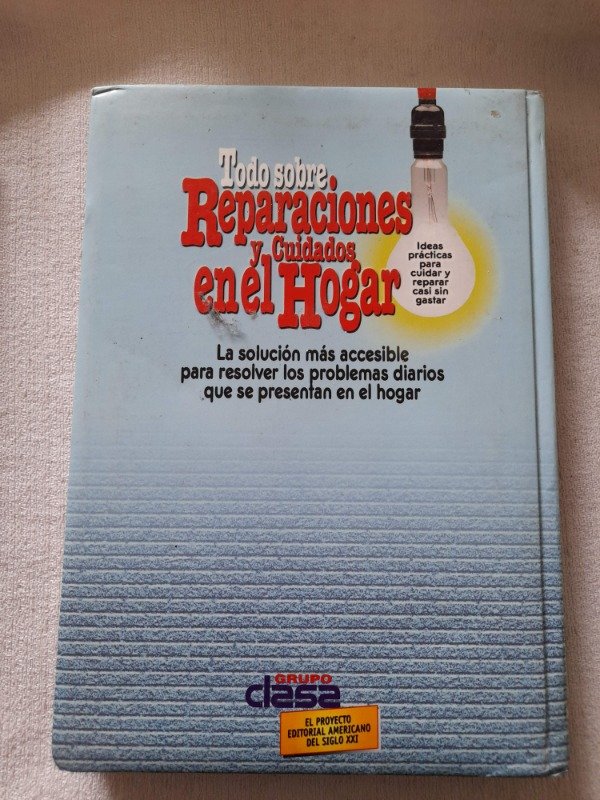 Todo sobre
Reparaciones
y Cuidados
en el Hogar
Ideas
prácticas
para
cuidar y
reparar
casi sin
gastar
La solución más accesible
para resolver los problemas diarios
que se presentan en el hogar
GRUPO
clasa
EL PROYECTO
EDITORIAL AMERICANO
DEL SIGLO XXI